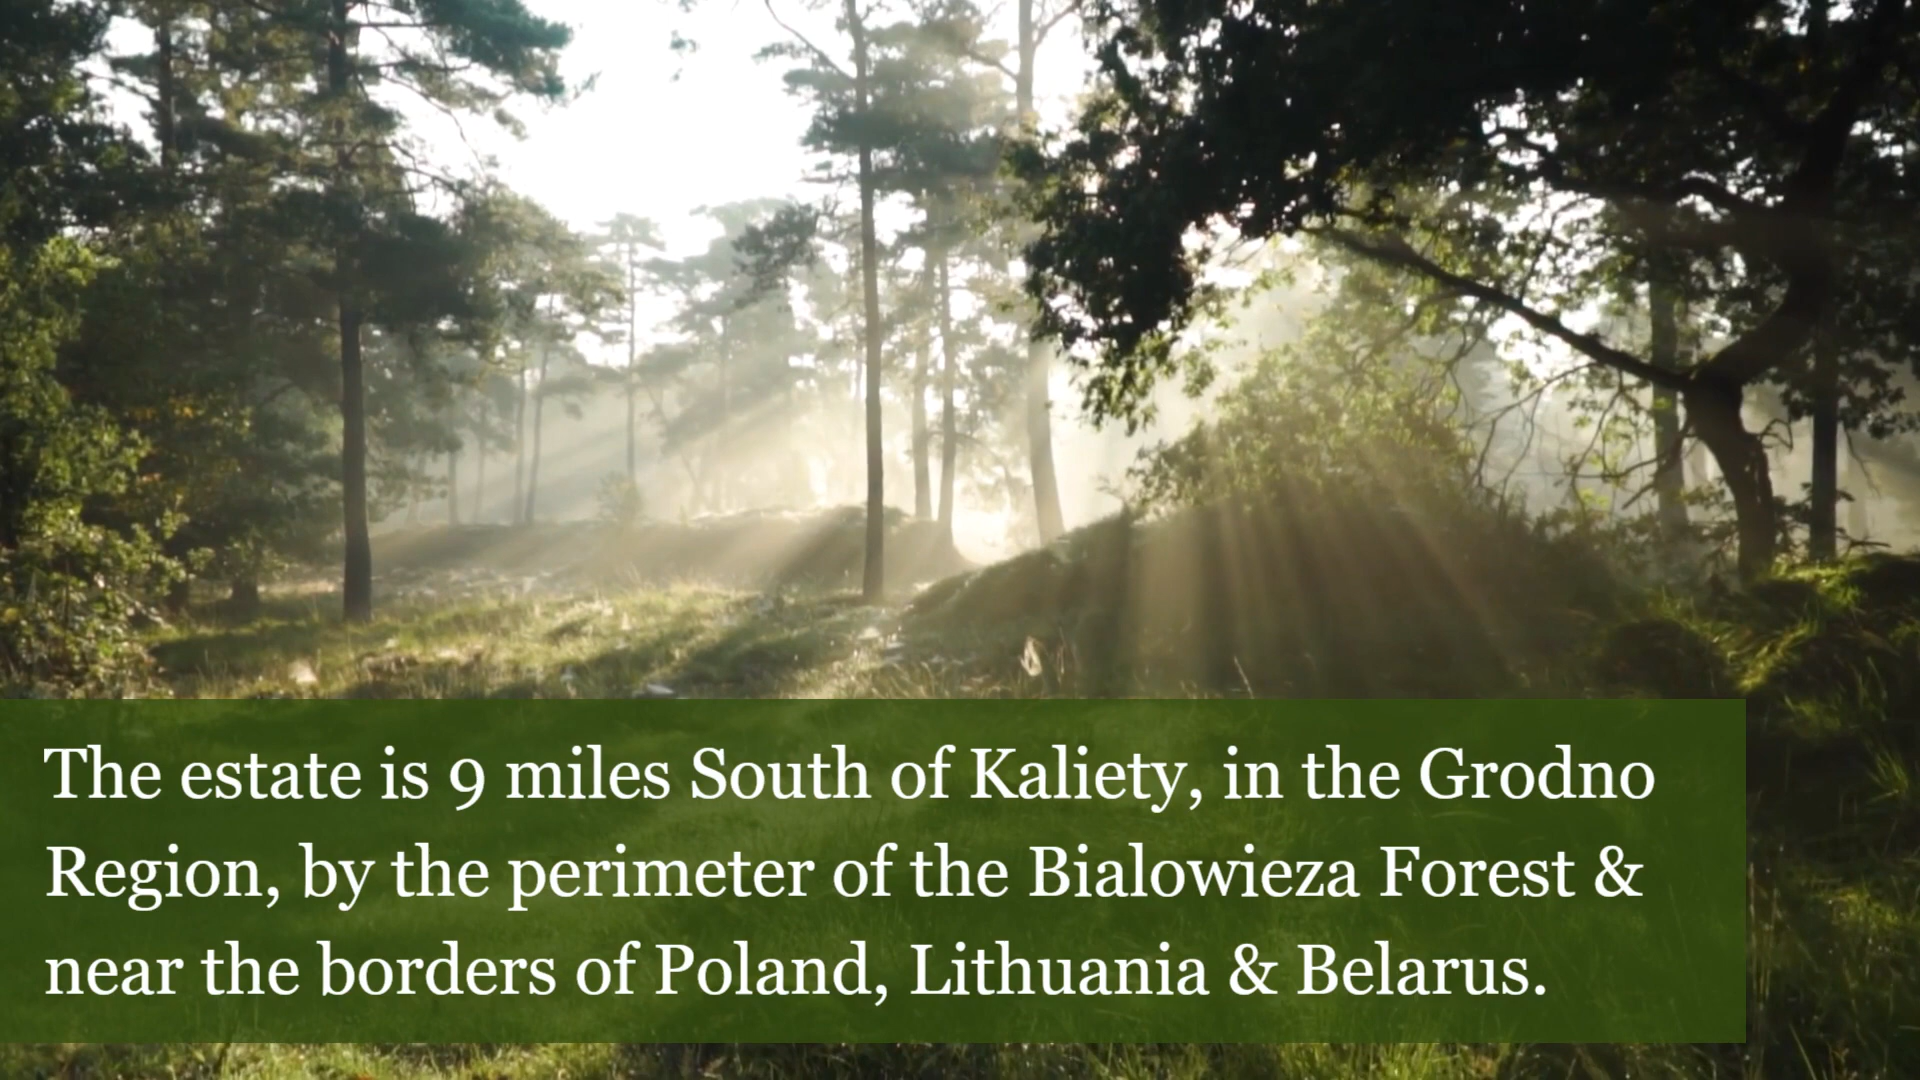 The estate is 9 miles South of Kaliety, in the Grodno
Region, by the perimeter of the Bialowieza Forest &
near the borders of Poland, Lithuania & Belarus.